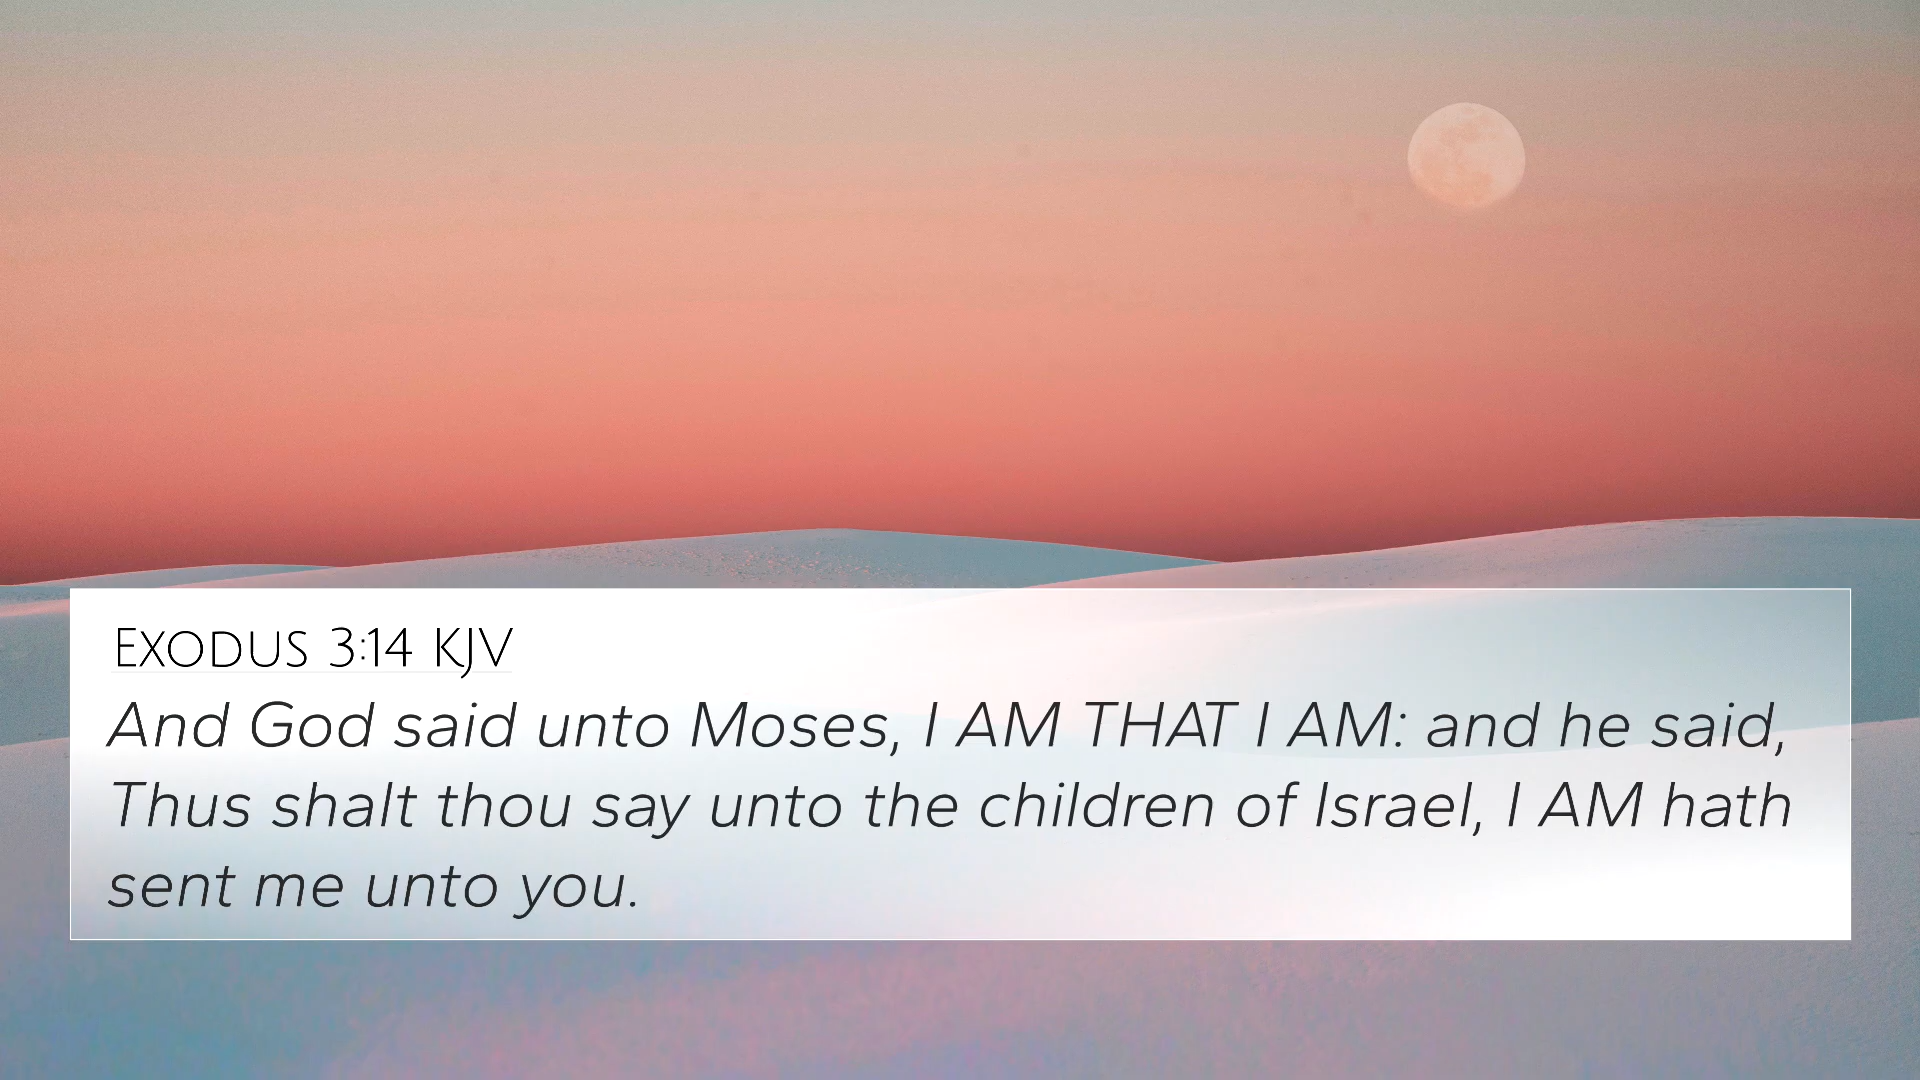 Exodus 3:14 KJV
And God said unto Moses, I AM THAT I AM: and he said,
Thus shalt thou say unto the children of Israel, I AM hath
sent me unto you.